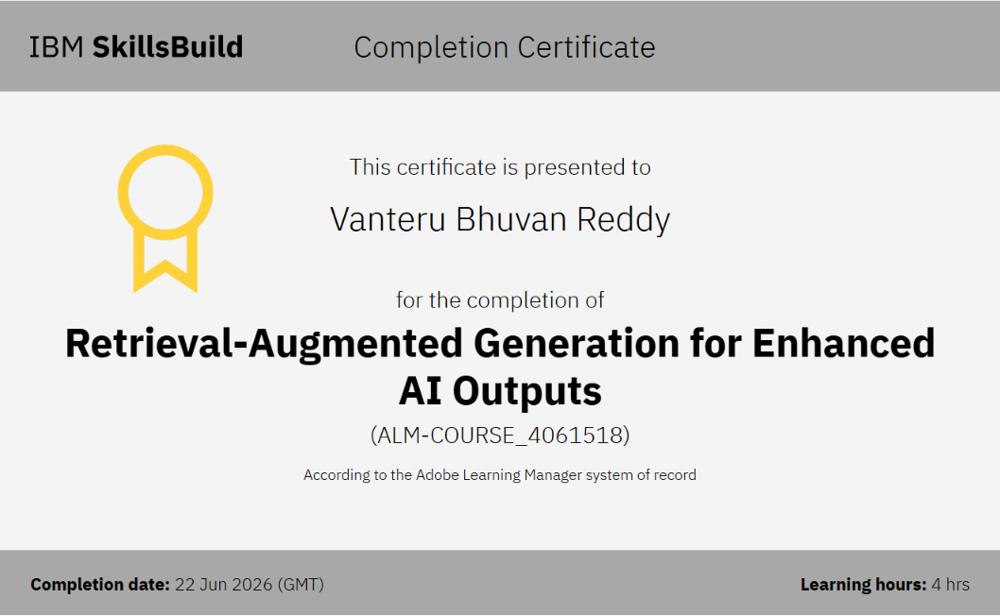 IBM SkillsBuild
Completion Certificate
This certificate is presented to
Vanteru Bhuvan Reddy
for the completion of
Retrieval-Augmented Generation for Enhanced
AI Outputs
(ALM-COURSE_4061518)
According to the Adobe Learning Manager system of record
Completion date: 22 Jun 2026 (GMT)
Learning hours: 4 hrs